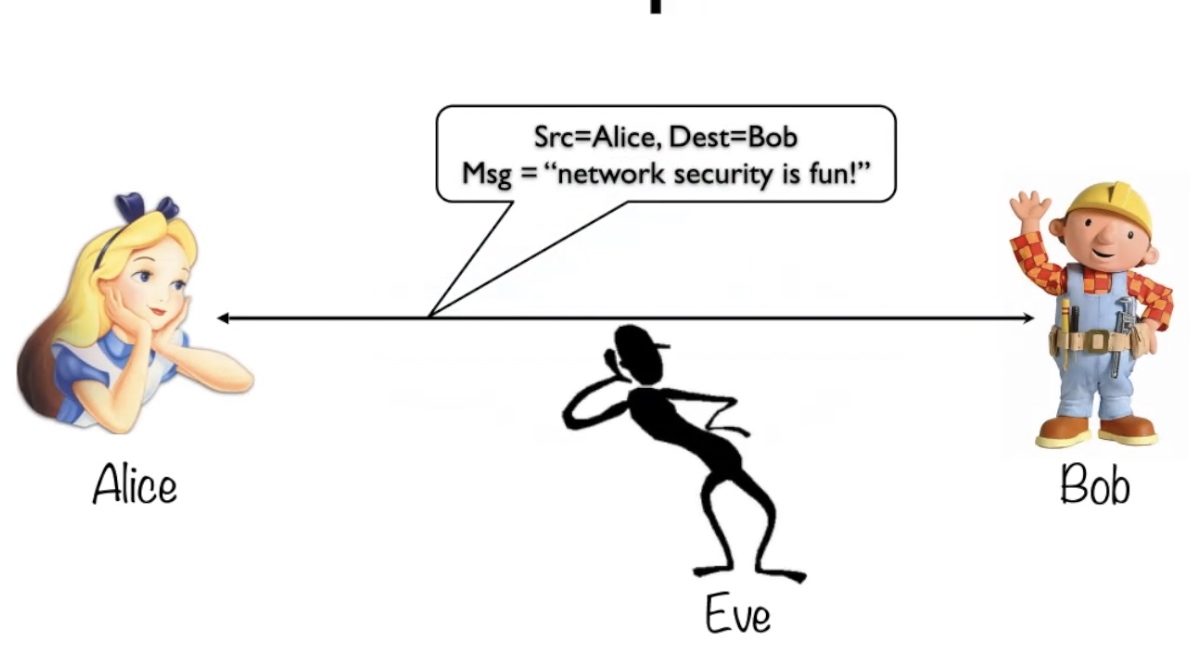 Src=Alice, Dest=Bob
Msg = “network security is fun!”
Alice
Bob
Eve